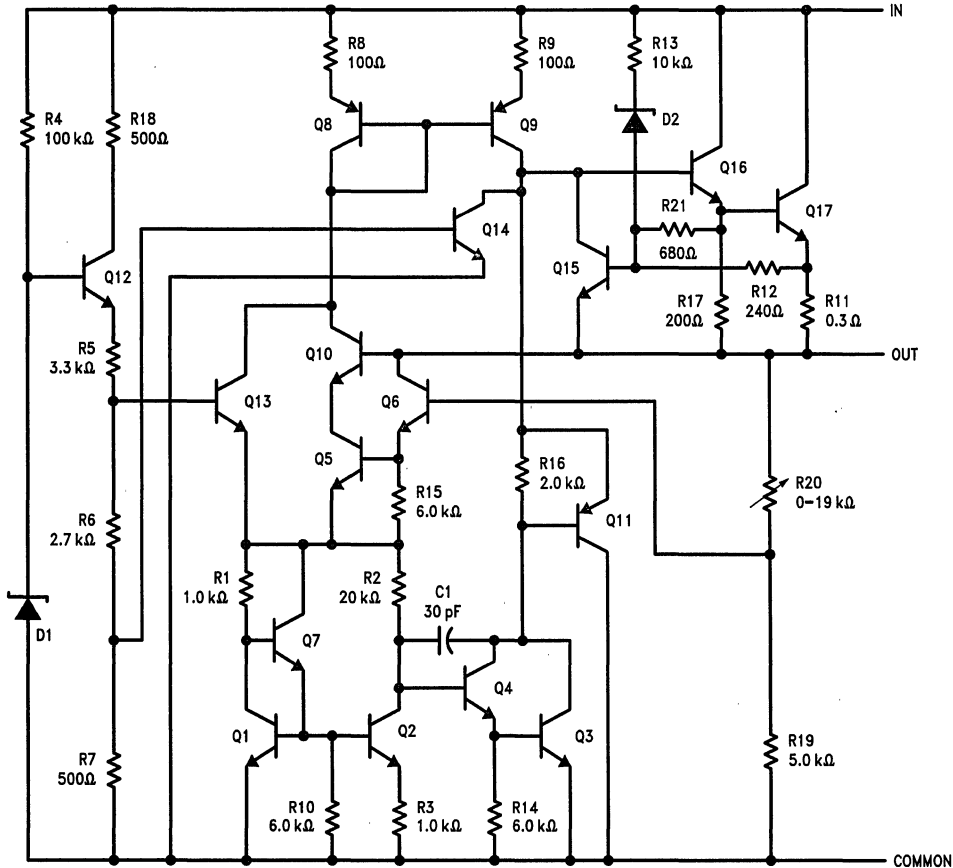 IN
R8
100Ω
R9
100Ω
R13
10 kΩ
R4
100 kΩ
R18
500Ω
Q8
Q9
D2
Q16
Q14
R21
680Ω
Q17
Q12
Q15
R12
240Ω
R17
200Ω
R11
0.3 Ω
R5
3.3 kΩ
Q10
OUT
Q13
Q6
Q5
R16
2.0 kΩ
R15
6.0 kΩ
Q11
R20
0–19 kΩ
R6
2.7 kΩ
R1
1.0 kΩ
R2
20 kΩ
C1
30 pF
D1
Q7
Q4
Q1
Q2
Q3
R7
500Ω
R19
5.0 kΩ
R10
6.0 kΩ
R3
1.0 kΩ
R14
6.0 kΩ
COMMON